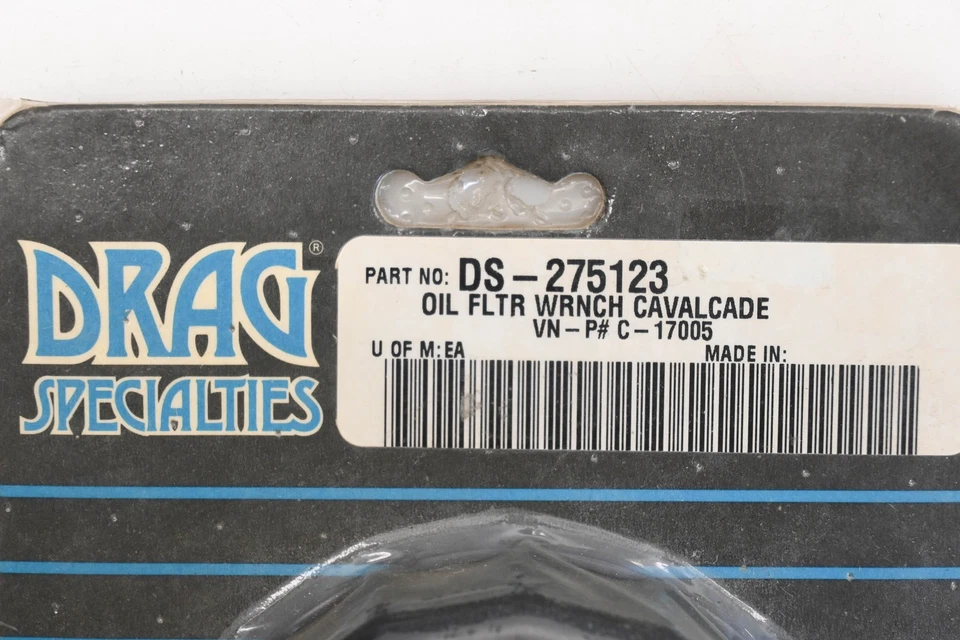 DRAG®
SPECIALTIES
PART NO: DS-275123
OIL FLTR WRNCH CAVALCADE
VN-P# C-17005
U OF M: EA MADE IN: